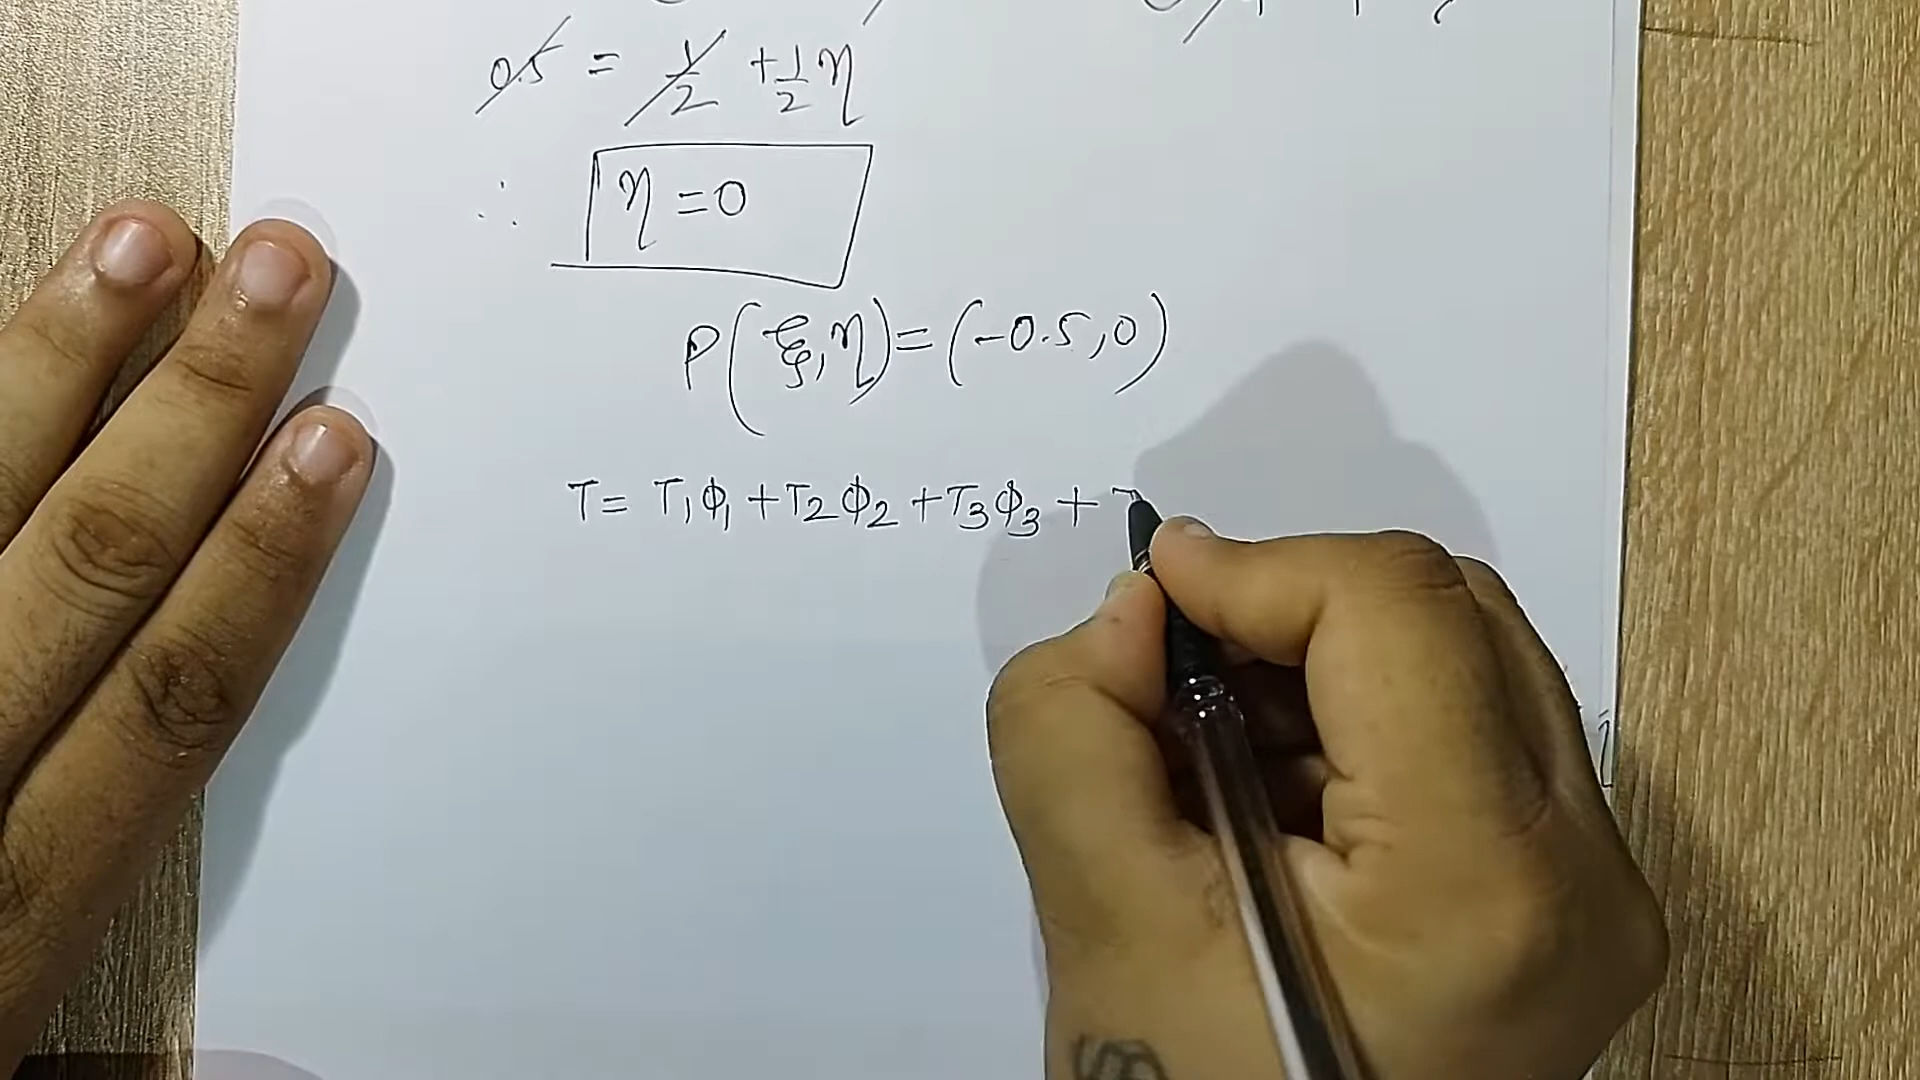 0.5 = 1/2 + 1/2 η
∴ η = 0
P(ξ, η) = (-0.5, 0)
T = T₁ϕ₁ + T₂ϕ₂ + T₃ϕ₃ + T